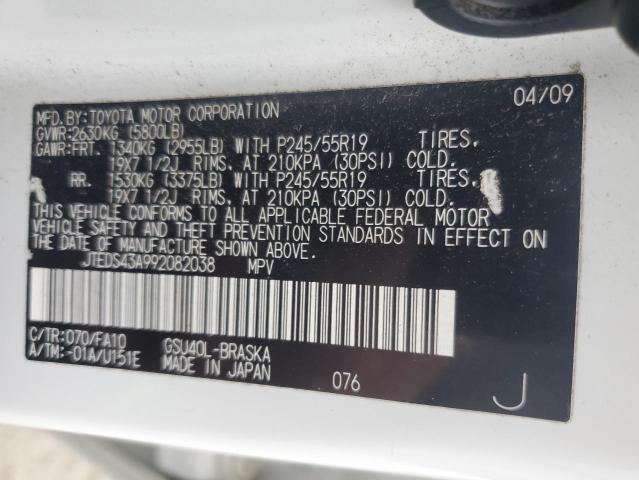 MFD.BY:TOYOTA MOTOR CORPORATION 04/09
GVWR:2630KG (5800LB)
GAWR:FRT. 1340KG (2955LB) WITH P245/55R19 TIRES.
19X7 1/2J RIMS. AT 210KPA (30PSI) COLD.
RR. 1530KG (3375LB) WITH P245/55R19 TIRES.
19X7 1/2J RIMS. AT 210KPA (30PSI) COLD.
THIS VEHICLE CONFORMS TO ALL APPLICABLE FEDERAL MOTOR
VEHICLE SAFETY AND THEFT PREVENTION STANDARDS IN EFFECT ON
THE DATE OF MANUFACTURE SHOWN ABOVE.
JTEDS43A992082038 MPV
C/TR:070/FA10 GSU40L-BRASKA
A/TM:-01A/U151E MADE IN JAPAN
076 J